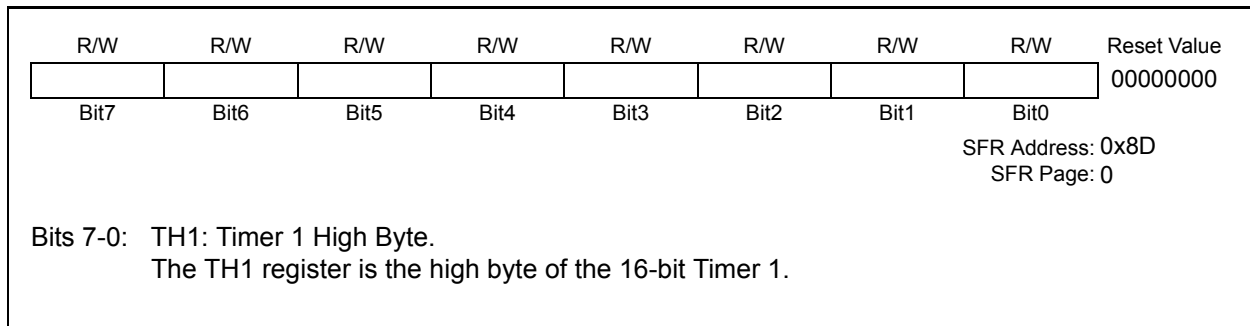 R/W R/W R/W R/W R/W R/W R/W R/W Reset Value
00000000
Bit7 Bit6 Bit5 Bit4 Bit3 Bit2 Bit1 Bit0
SFR Address: 0x8D
SFR Page: 0
Bits 7-0: TH1: Timer 1 High Byte.
The TH1 register is the high byte of the 16-bit Timer 1.